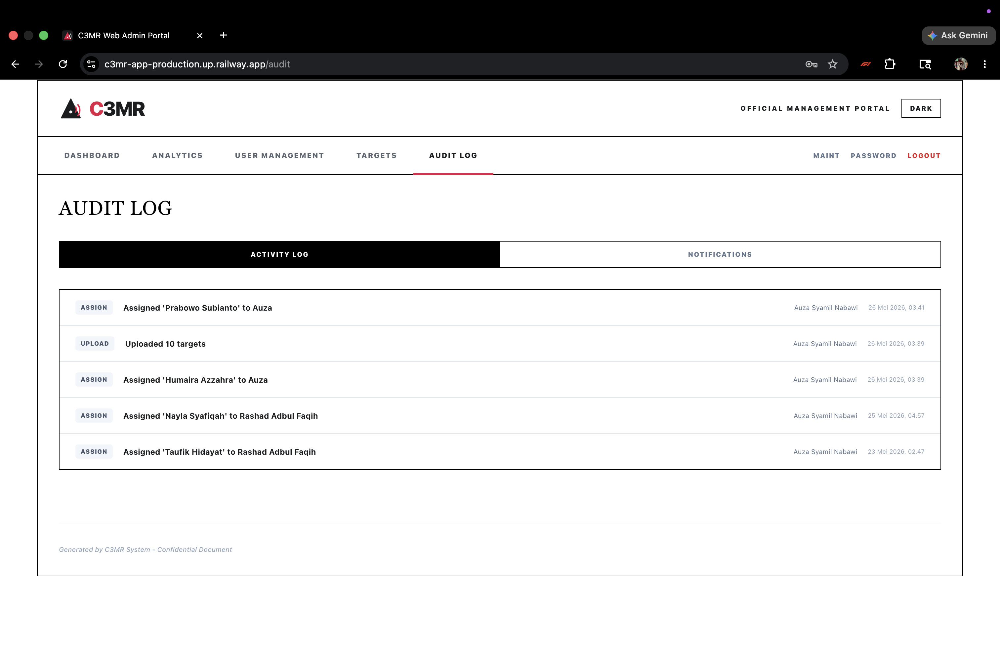 C3MR Web Admin Portal
Ask Gemini
c3mr-app-production.up.railway.app/audit
C3MR
OFFICIAL MANAGEMENT PORTAL
DARK
DASHBOARD
ANALYTICS
USER MANAGEMENT
TARGETS
AUDIT LOG
MAINT
PASSWORD
LOGOUT
AUDIT LOG
ACTIVITY LOG
NOTIFICATIONS
ASSIGN Assigned 'Prabowo Subianto' to Auza Auza Syamil Nabawi 26 Mei 2026, 03.41
UPLOAD Uploaded 10 targets Auza Syamil Nabawi 26 Mei 2026, 03.39
ASSIGN Assigned 'Humaira Azzahra' to Auza Auza Syamil Nabawi 26 Mei 2026, 03.39
ASSIGN Assigned 'Nayla Syafiqah' to Rashad Adbul Faqih Auza Syamil Nabawi 25 Mei 2026, 04.57
ASSIGN Assigned 'Taufik Hidayat' to Rashad Adbul Faqih Auza Syamil Nabawi 23 Mei 2026, 02.47
Generated by C3MR System - Confidential Document